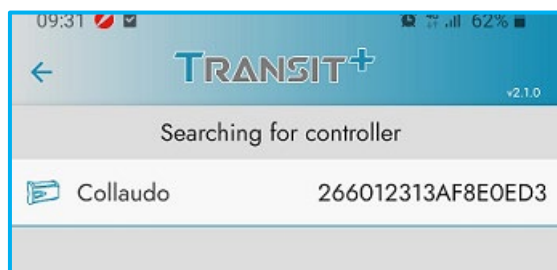 09:31 62%
TRANSIT+
v2.1.0
Searching for controller
Collaudo 266012313AF8E0ED3